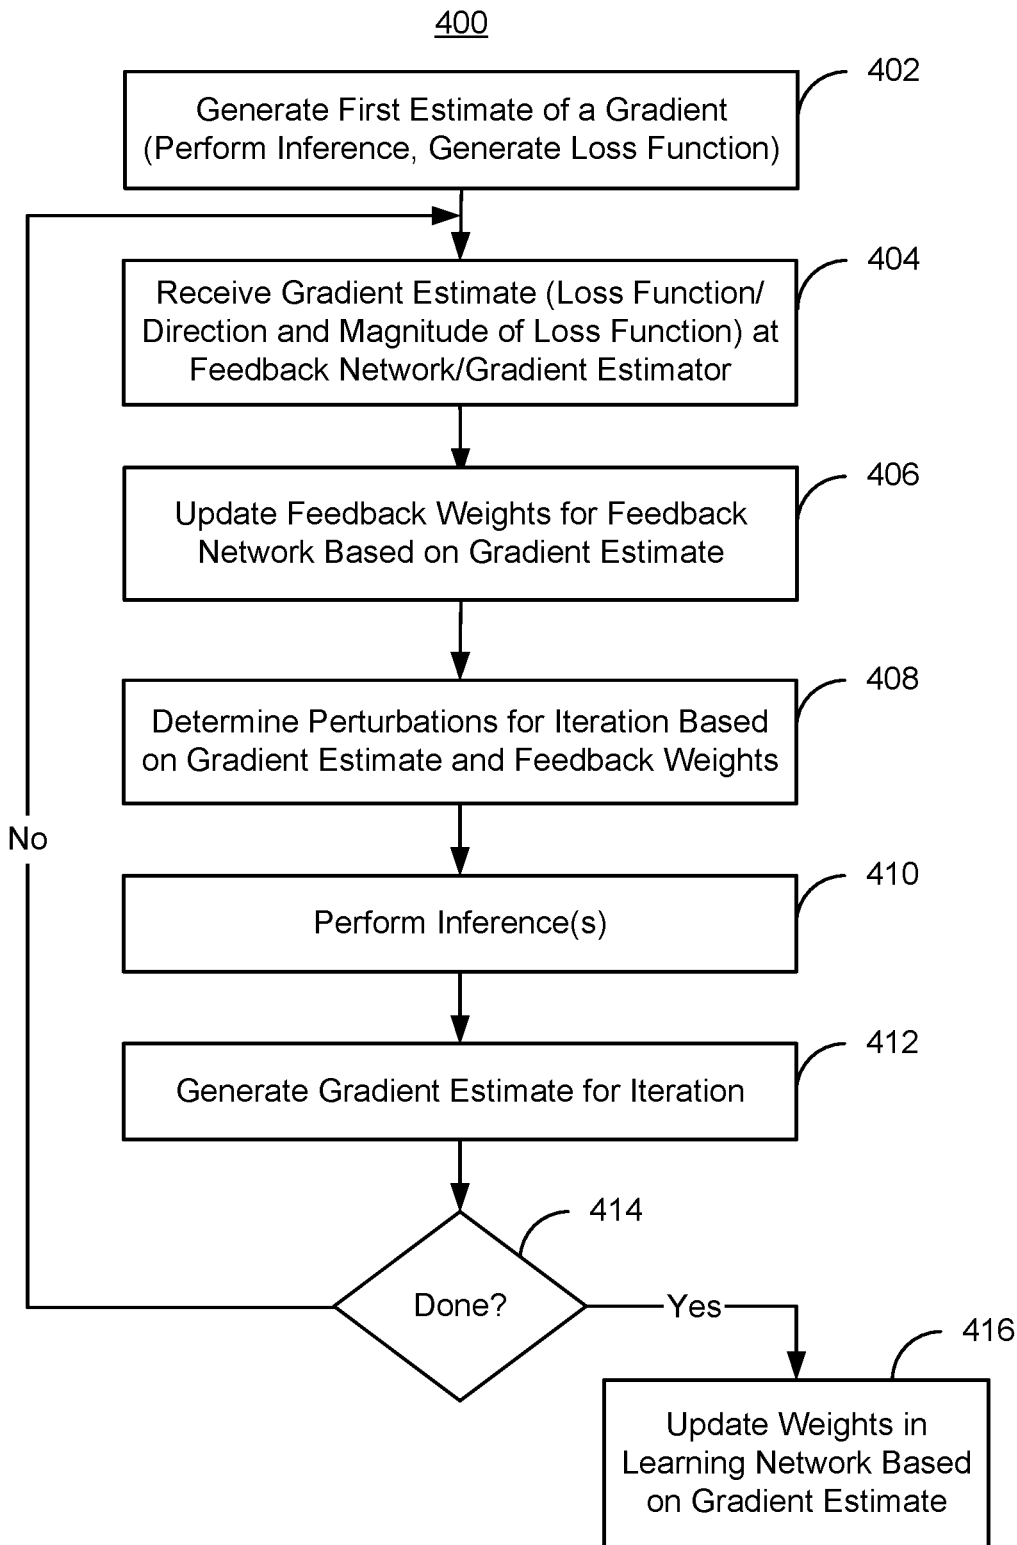 400
402
Generate First Estimate of a Gradient
(Perform Inference, Generate Loss Function)
404
Receive Gradient Estimate (Loss Function/
Direction and Magnitude of Loss Function) at
Feedback Network/Gradient Estimator
406
Update Feedback Weights for Feedback
Network Based on Gradient Estimate
408
Determine Perturbations for Iteration Based
on Gradient Estimate and Feedback Weights
No
410
Perform Inference(s)
412
Generate Gradient Estimate for Iteration
414
Done?
Yes
416
Update Weights in
Learning Network Based
on Gradient Estimate